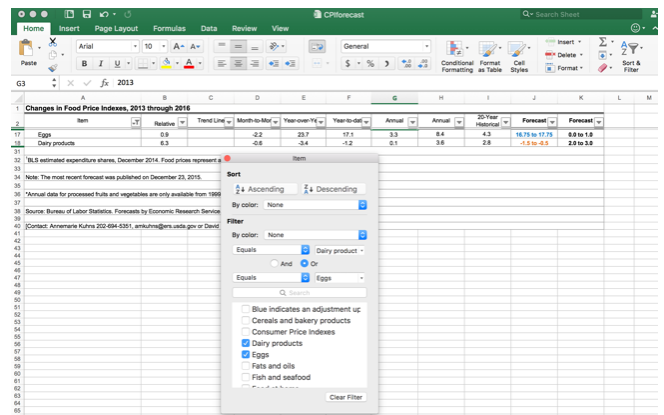 CPIforecast
Search Sheet
Home Insert Page Layout Formulas Data Review View
Paste
Arial 10 A A
General
B I U A
$ % )
Conditional Formatting
Format as Table
Cell Styles
Insert
Delete
Format
Sort & Filter
G3 fx 2013
A B C D E F G H I J K L M
1 Changes in Food Price Indexes, 2013 through 2016
2 Item Relative Trend Line Month-to-Mo Year-over-Ye Year-to-dat Annual Annual 20-Year Historical Forecast Forecast
17 Eggs 0.9 -2.2 23.7 17.1 3.3 8.4 4.3 16.75 to 17.75 0.0 to 1.0
18 Dairy products 6.3 -0.6 -3.4 -1.2 0.1 3.6 2.8 -1.5 to -0.5 2.0 to 3.0
31
32 ¹BLS estimated expenditure shares, December 2014. Food prices represent a
33
34 Note: The most recent forecast was published on December 23, 2015.
35
36 *Annual data for processed fruits and vegetables are only available from 1999
37
38 Source: Bureau of Labor Statistics. Forecasts by Economic Research Service
39
40 [Contact: Annemarie Kuhns 202-694-5351, amkuhns@ers.usda.gov or David
41
42
43
44
45
46
47
48
49
50
51
52
53
54
55
56
57
58
59
60
61
62
63
64
65
Item
Sort
Ascending Descending
By color: None
Filter
By color: None
Equals Dairy product
And Or
Equals Eggs
Search
Blue indicates an adjustment up
Cereals and bakery products
Consumer Price Indexes
Dairy products
Eggs
Fats and oils
Fish and seafood
Clear Filter